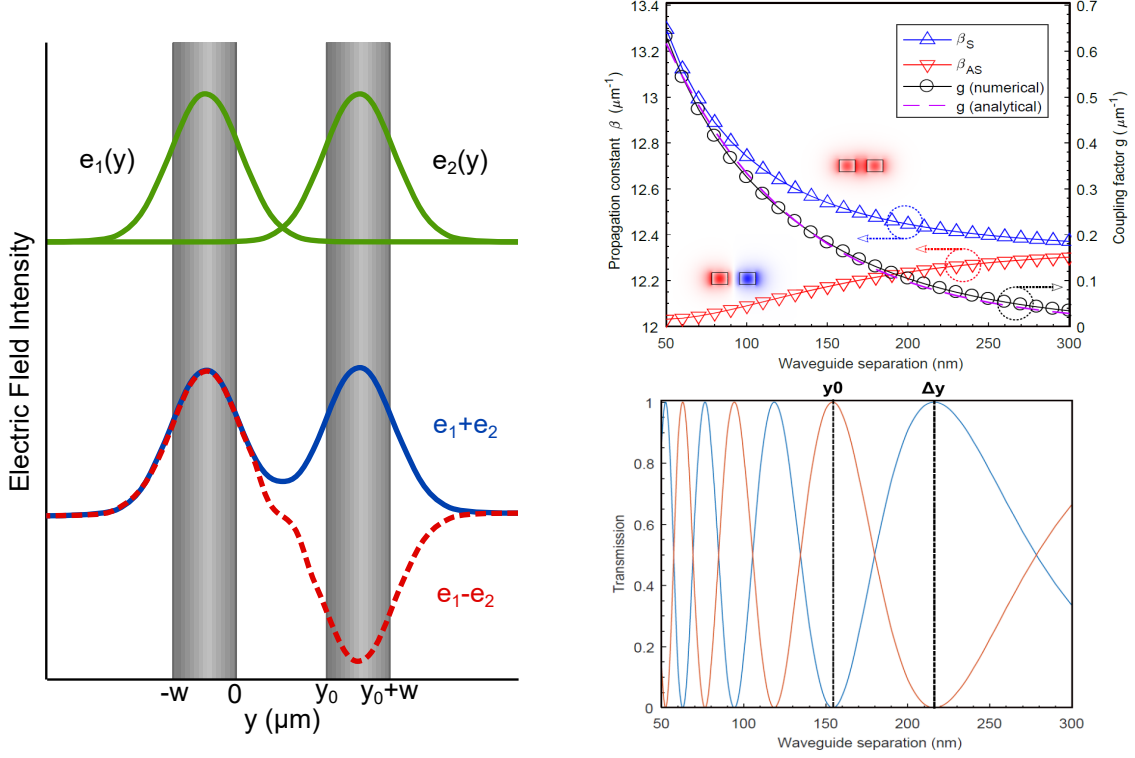 Electric FIeld Intensity
e1(y)
e2(y)
e1+e2
e1-e2
-w
0
y0
y0+w
y (µm)
13.4
13.2
13
12.8
12.6
12.4
12.2
12
Propagation constant β (μm-1)
0.7
0.6
0.5
0.4
0.3
0.2
0.1
0
Coupling factor g ( μm-1)
βS
βAS
g (numerical)
g (analytical)
50
100
150
200
250
300
Waveguide separation (nm)
y0
Δy
1
0.8
0.6
0.4
0.2
0
Transmission
50
100
150
200
250
300
Waveguide separation (nm)